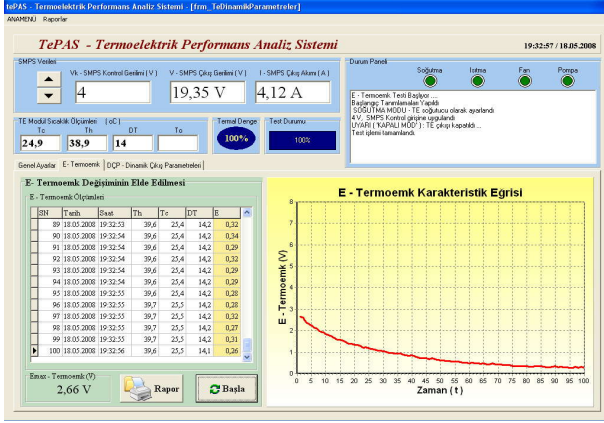 tePAS - Termoelektrik Performans Analiz Sistemi - [frm_TeDinamikParametreler]
ANAMENÜ Raporlar
TePAS - Termoelektrik Performans Analiz Sistemi
19:32:57 / 18.05.2008
SMPS Verileri
Vk - SMPS Kontrol Gerilimi ( V )
V - SMPS Çıkış Gerilimi ( V )
I - SMPS Çıkış Akımı ( A )
4
19,35 V
4,12 A
Durum Paneli
Soğutma
Isıtma
Fan
Pompa
E - Termoemk Testi Başlıyor ....
Başlangıç Tanımlamaları Yapıldı
SOĞUTMA MODU - TE soğutucu olarak ayarlandı
4 V, SMPS Kontrol girişine uygulandı
UYARI ( 'KAPALI MOD' ) : TE çıkışı kapatıldı ...
Test işlemi tamamlandı.
TE Modül Sıcaklık Ölçümleri ( oC )
Tc
Th
DT
To
24,9
38,9
14
Termal Denge
100%
Test Durumu
100%
Genel Ayarlar
E- Termoemk
DÇP - Dinamik Çıkış Parametreleri
E- Termoemk Değişiminin Elde Edilmesi
E - Termoemk Ölçümleri
SN Tarih Saat Th Tc DT E
89 18.05.2008 19:32:53 39,6 25,4 14,2 0,32
90 18.05.2008 19:32:54 39,6 25,4 14,2 0,34
91 18.05.2008 19:32:54 39,6 25,4 14,2 0,29
92 18.05.2008 19:32:54 39,6 25,4 14,2 0,32
93 18.05.2008 19:32:54 39,6 25,4 14,2 0,29
94 18.05.2008 19:32:55 39,6 25,4 14,2 0,29
95 18.05.2008 19:32:55 39,6 25,4 14,2 0,28
96 18.05.2008 19:32:55 39,7 25,5 14,2 0,28
97 18.05.2008 19:32:55 39,7 25,5 14,2 0,32
98 18.05.2008 19:32:55 39,7 25,5 14,2 0,27
99 18.05.2008 19:32:55 39,7 25,5 14,2 0,31
100 18.05.2008 19:32:56 39,6 25,5 14,1 0,26
Emax - Termoemk (V)
2,66 V
Rapor
Başla
E - Termoemk Karakteristik Eğrisi
E - Termoemk (V)
8
7
6
5
4
3
2
1
0
0 5 10 15 20 25 30 35 40 45 50 55 60 65 70 75 80 85 90 95 100
Zaman ( t )